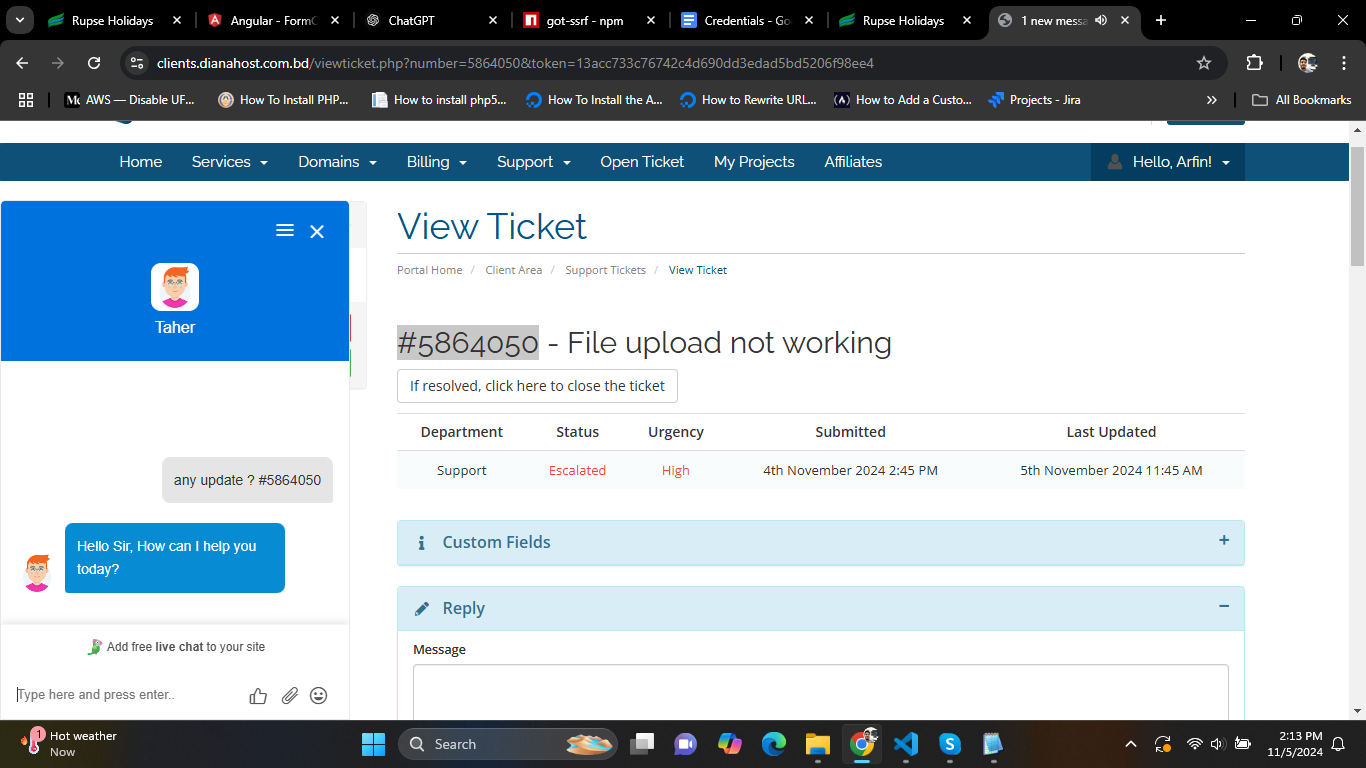 Rupse Holidays
Angular - FormC
ChatGPT
got-ssrf - npm
Credentials - Go
Rupse Holidays
1 new messa
clients.dianahost.com.bd/viewticket.php?number=5864050&token=13acc733c76742c4d690dd3edad5bd5206f98ee4
AWS — Disable UF...
How To Install PHP...
How to install php5...
How To Install the A...
How to Rewrite URL...
How to Add a Custo...
Projects - Jira
»
All Bookmarks
Home
Services
Domains
Billing
Support
Open Ticket
My Projects
Affiliates
Hello, Arfin!
Taher
any update ? #5864050
Hello Sir, How can I help you
today?
Add free live chat to your site
Type here and press enter..
View Ticket
Portal Home / Client Area / Support Tickets / View Ticket
#5864050 - File upload not working
If resolved, click here to close the ticket
Department Status Urgency Submitted Last Updated
Support Escalated High 4th November 2024 2:45 PM 5th November 2024 11:45 AM
Custom Fields
Reply
Message
1
Hot weather
Now
Search
2:13 PM
11/5/2024